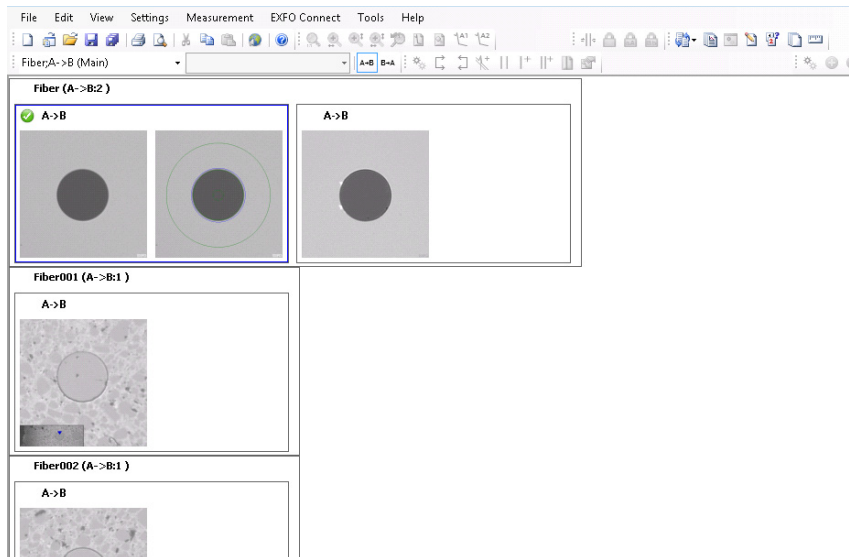 File Edit View Settings Measurement EXFO Connect Tools Help
Fiber;A->B (Main) A→B B→A
Fiber (A->B:2 )
A->B A->B
Fiber001 (A->B:1 )
A->B
Fiber002 (A->B:1 )
A->B